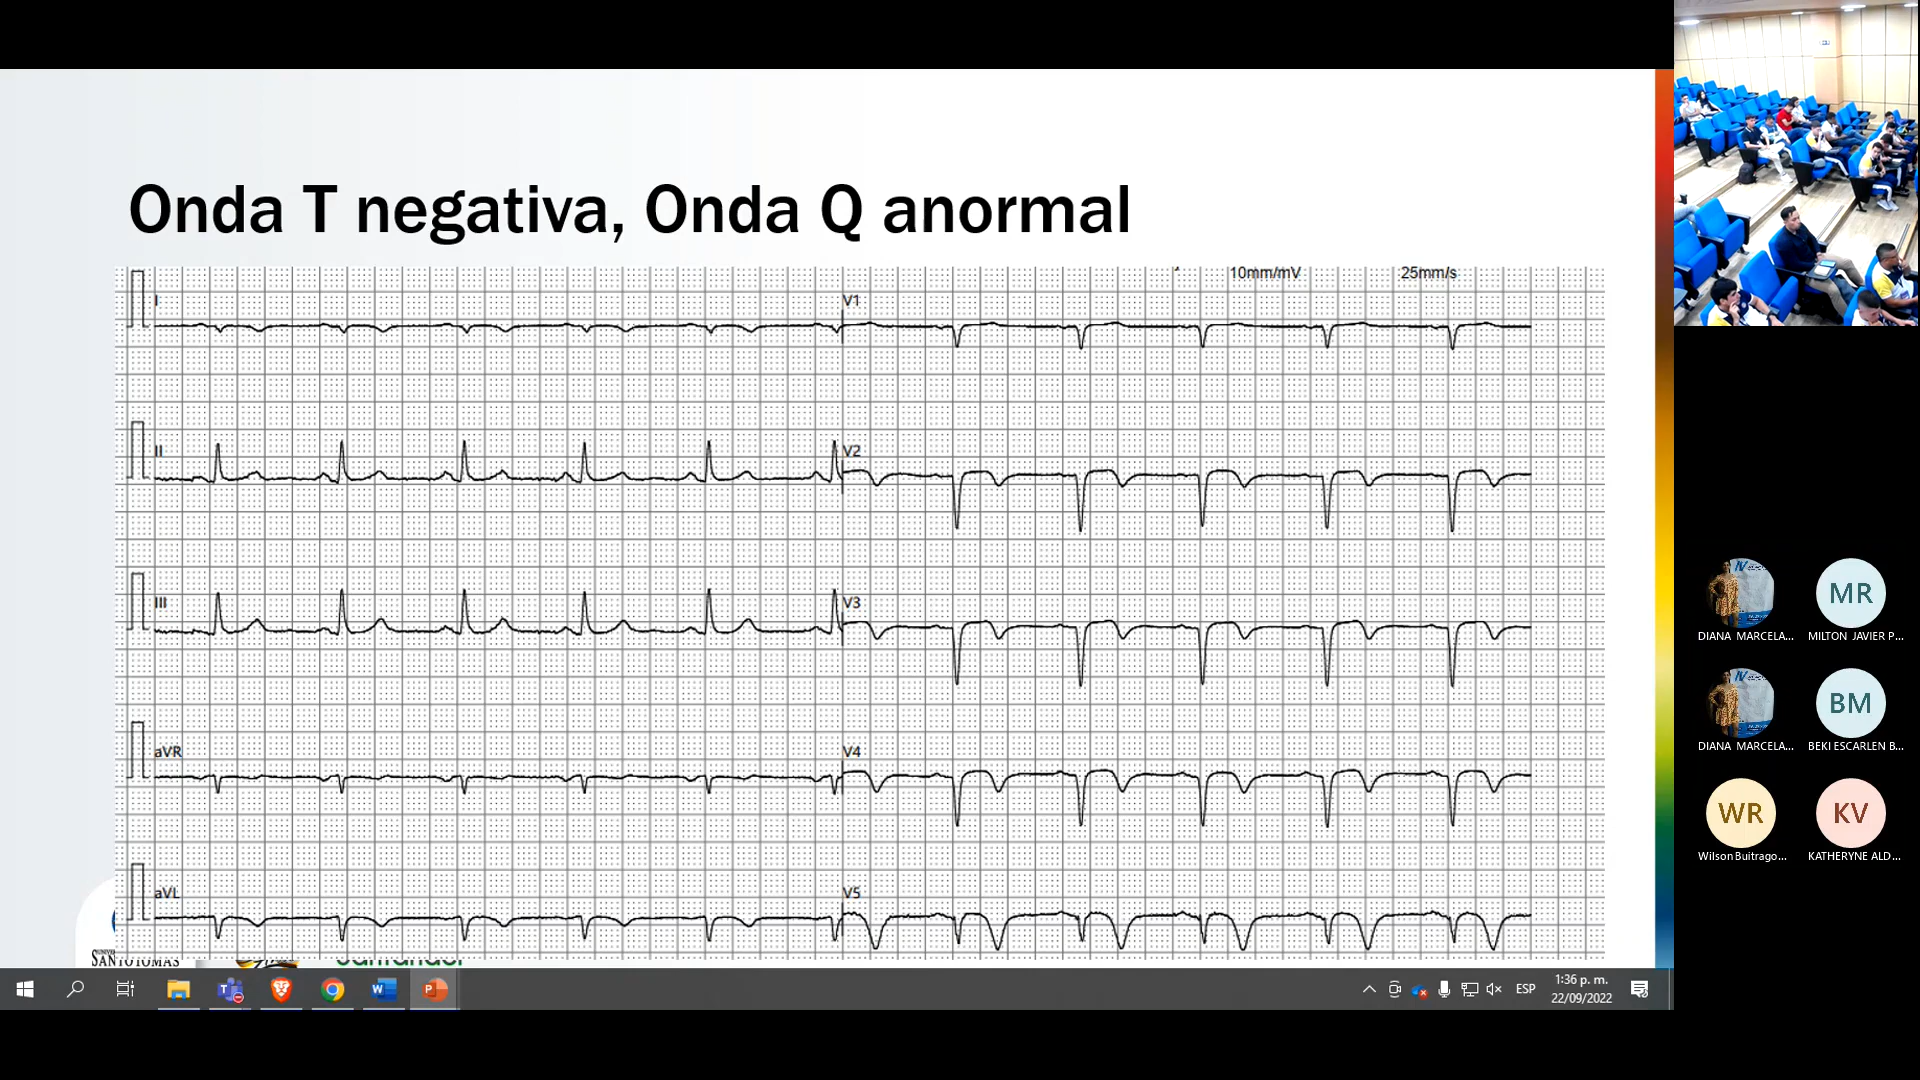 Onda T negativa, Onda Q anormal
10mm/mV 25mm/s
I V1
II V2
III V3
aVR V4
aVL V5
SANTOTOMAS
Santander
DIANA MARCELA...
MILTON JAVIER P...
MR
DIANA MARCELA...
BEKI ESCARLEN B...
BM
WR
Wilson Buitrago...
KV
KATHERYNE ALD...
ESP
1:36 p. m.
22/09/2022